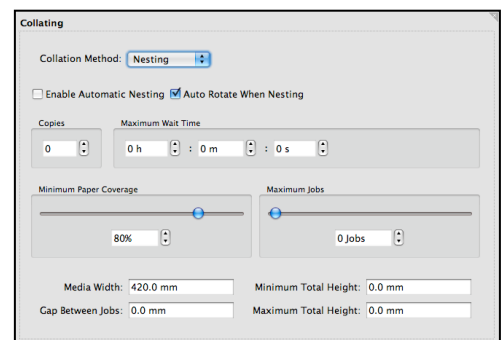 Collating
Collation Method: Nesting
Enable Automatic Nesting Auto Rotate When Nesting
Copies Maximum Wait Time
0 0 h : 0 m : 0 s
Minimum Paper Coverage Maximum Jobs
80% 0 Jobs
Media Width: 420.0 mm Minimum Total Height: 0.0 mm
Gap Between Jobs: 0.0 mm Maximum Total Height: 0.0 mm